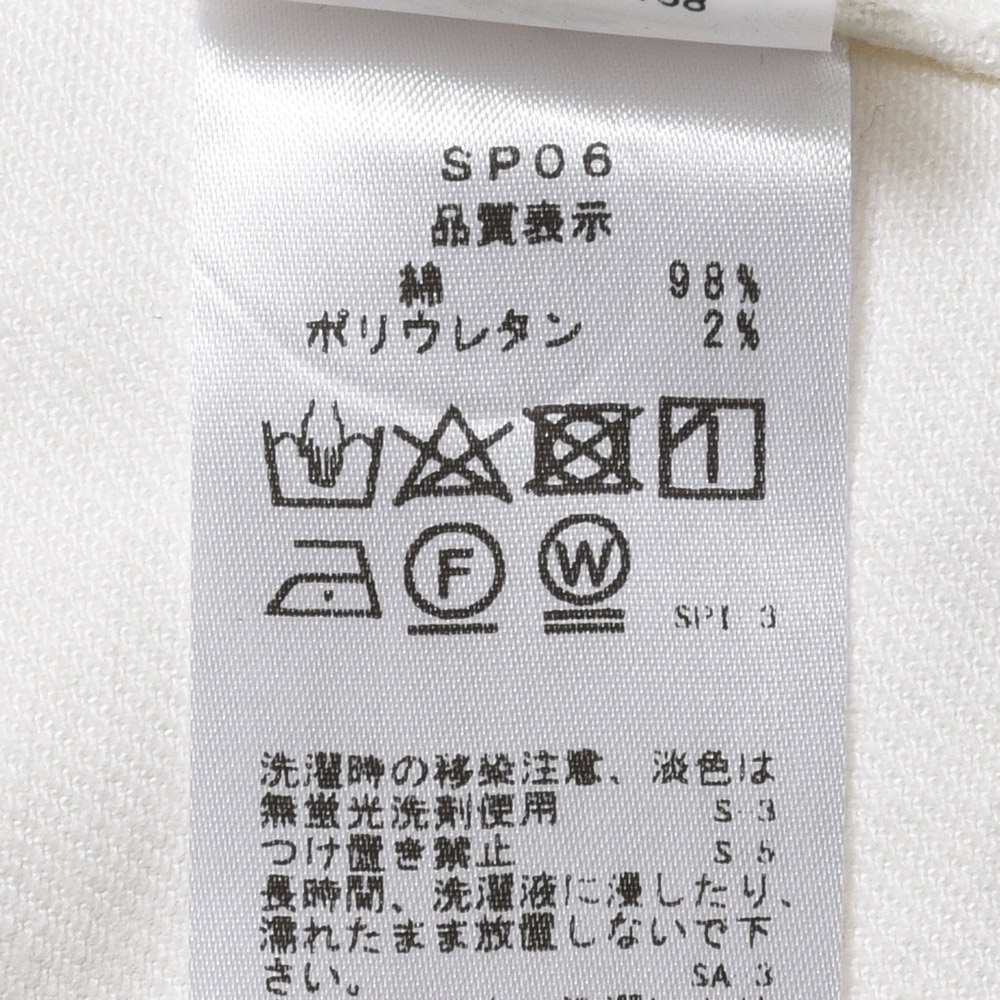 SP06
品質表示
綿 98%
ポリウレタン 2%
F W SPI 3
洗濯時の移染注意、淡色は
無蛍光洗剤使用 S 3
つけ置き禁止 S 5
長時間、洗濯液に浸したり、
濡れたまま放置しないで下
さい。 SA 3